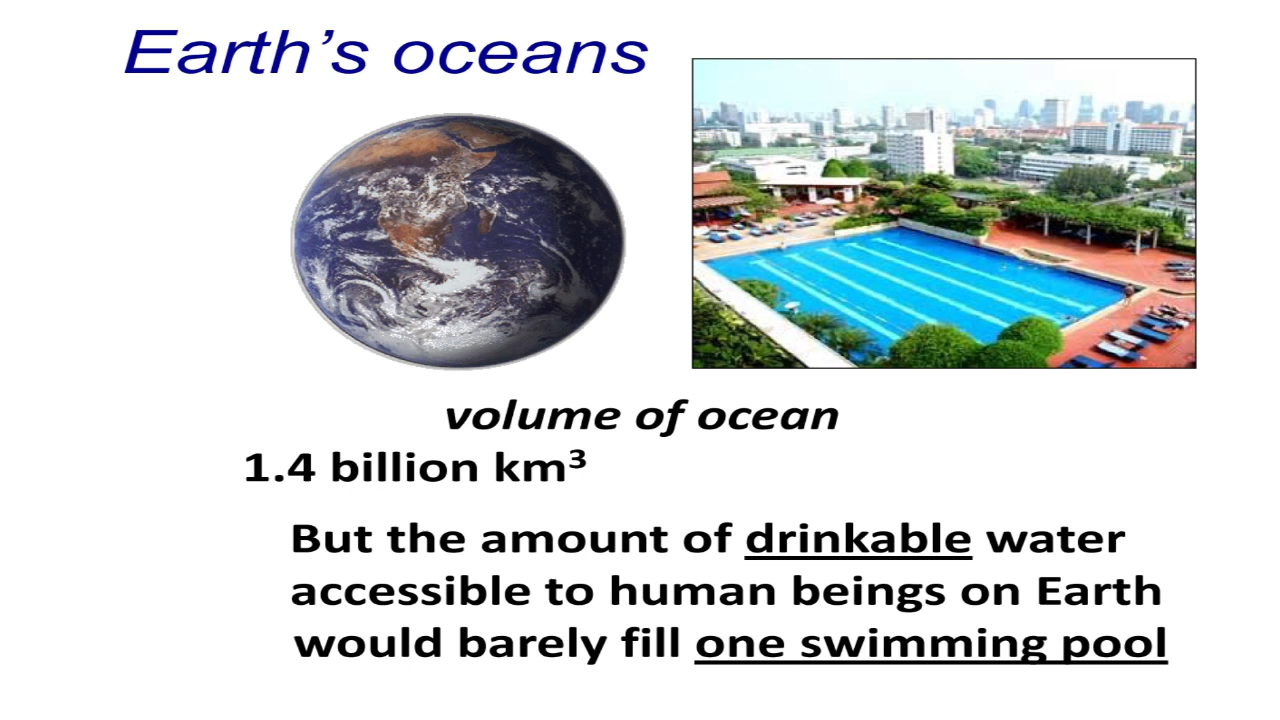 Earth’s oceans
volume of ocean
1.4 billion km³
But the amount of drinkable water
accessible to human beings on Earth
would barely fill one swimming pool